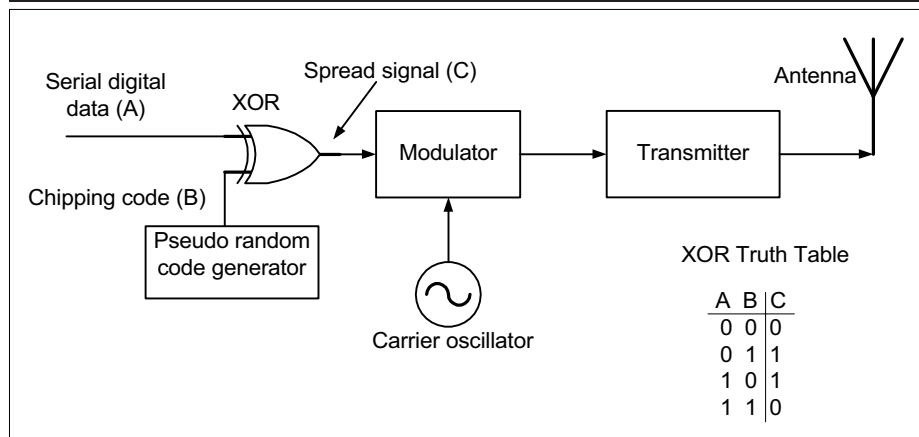 Serial digital
data (A)
XOR
Spread signal (C)
Antenna
Modulator
Transmitter
Chipping code (B)
Pseudo random
code generator
Carrier oscillator
XOR Truth Table
A B C
0 0 0
0 1 1
1 0 1
1 1 0